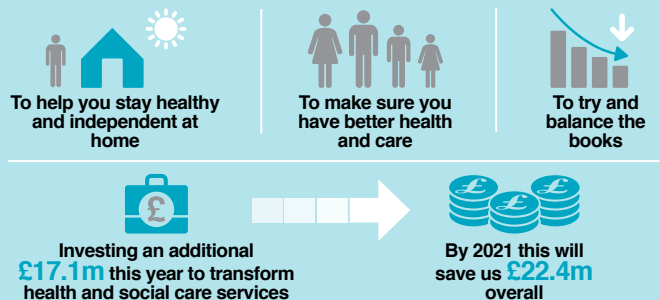 To help you stay healthy
and independent at
home
To make sure you
have better health
and care
To try and
balance the
books
£
Investing an additional
£17.1m this year to transform
health and social care services
£ £ £
By 2021 this will
save us £22.4m
overall